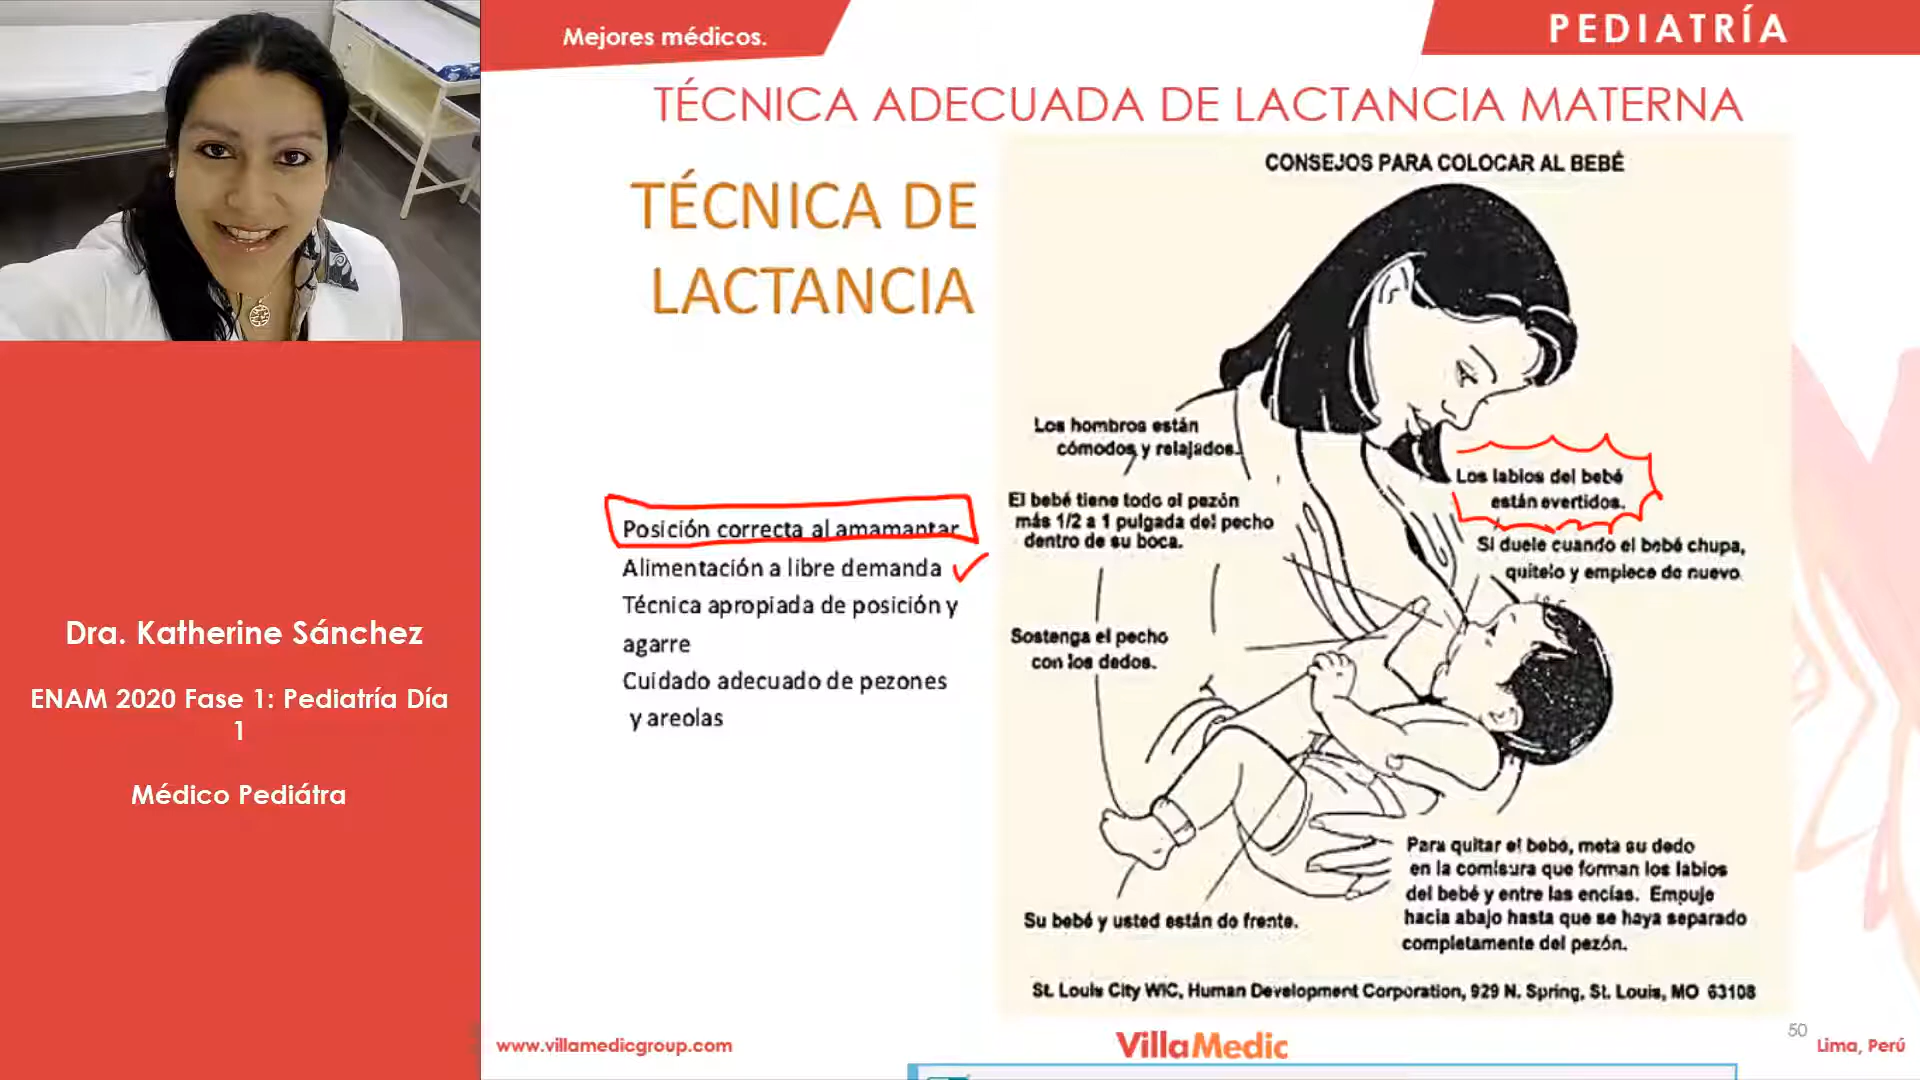 Mejores médicos.
PEDIATRÍA
TÉCNICA ADECUADA DE LACTANCIA MATERNA
TÉCNICA DE
LACTANCIA
Posición correcta al amamantar
Alimentación a libre demanda
Técnica apropiada de posición y
agarre
Cuidado adecuado de pezones
y areolas
CONSEJOS PARA COLOCAR AL BEBÉ
Los hombros están
cómodos y relajados.
El bebé tiene todo el pezón
más 1/2 a 1 pulgada del pecho
dentro de su boca.
Sostenga el pecho
con los dedos.
Su bebé y usted están de frente.
Los labios del bebé
están evertidos.
Si duele cuando el bebé chupa,
quítelo y empiece de nuevo.
Para quitar el bebé, meta su dedo
en la comisura que forman los labios
del bebé y entre las encías. Empuje
hacia abajo hasta que se haya separado
completamente del pezón.
St. Louis City WIC, Human Development Corporation, 929 N. Spring, St. Louis, MO 63108
Dra. Katherine Sánchez
ENAM 2020 Fase 1: Pediatría Día
1
Médico Pediátra
www.villamedicgroup.com
VillaMedic
50
Lima, Perú